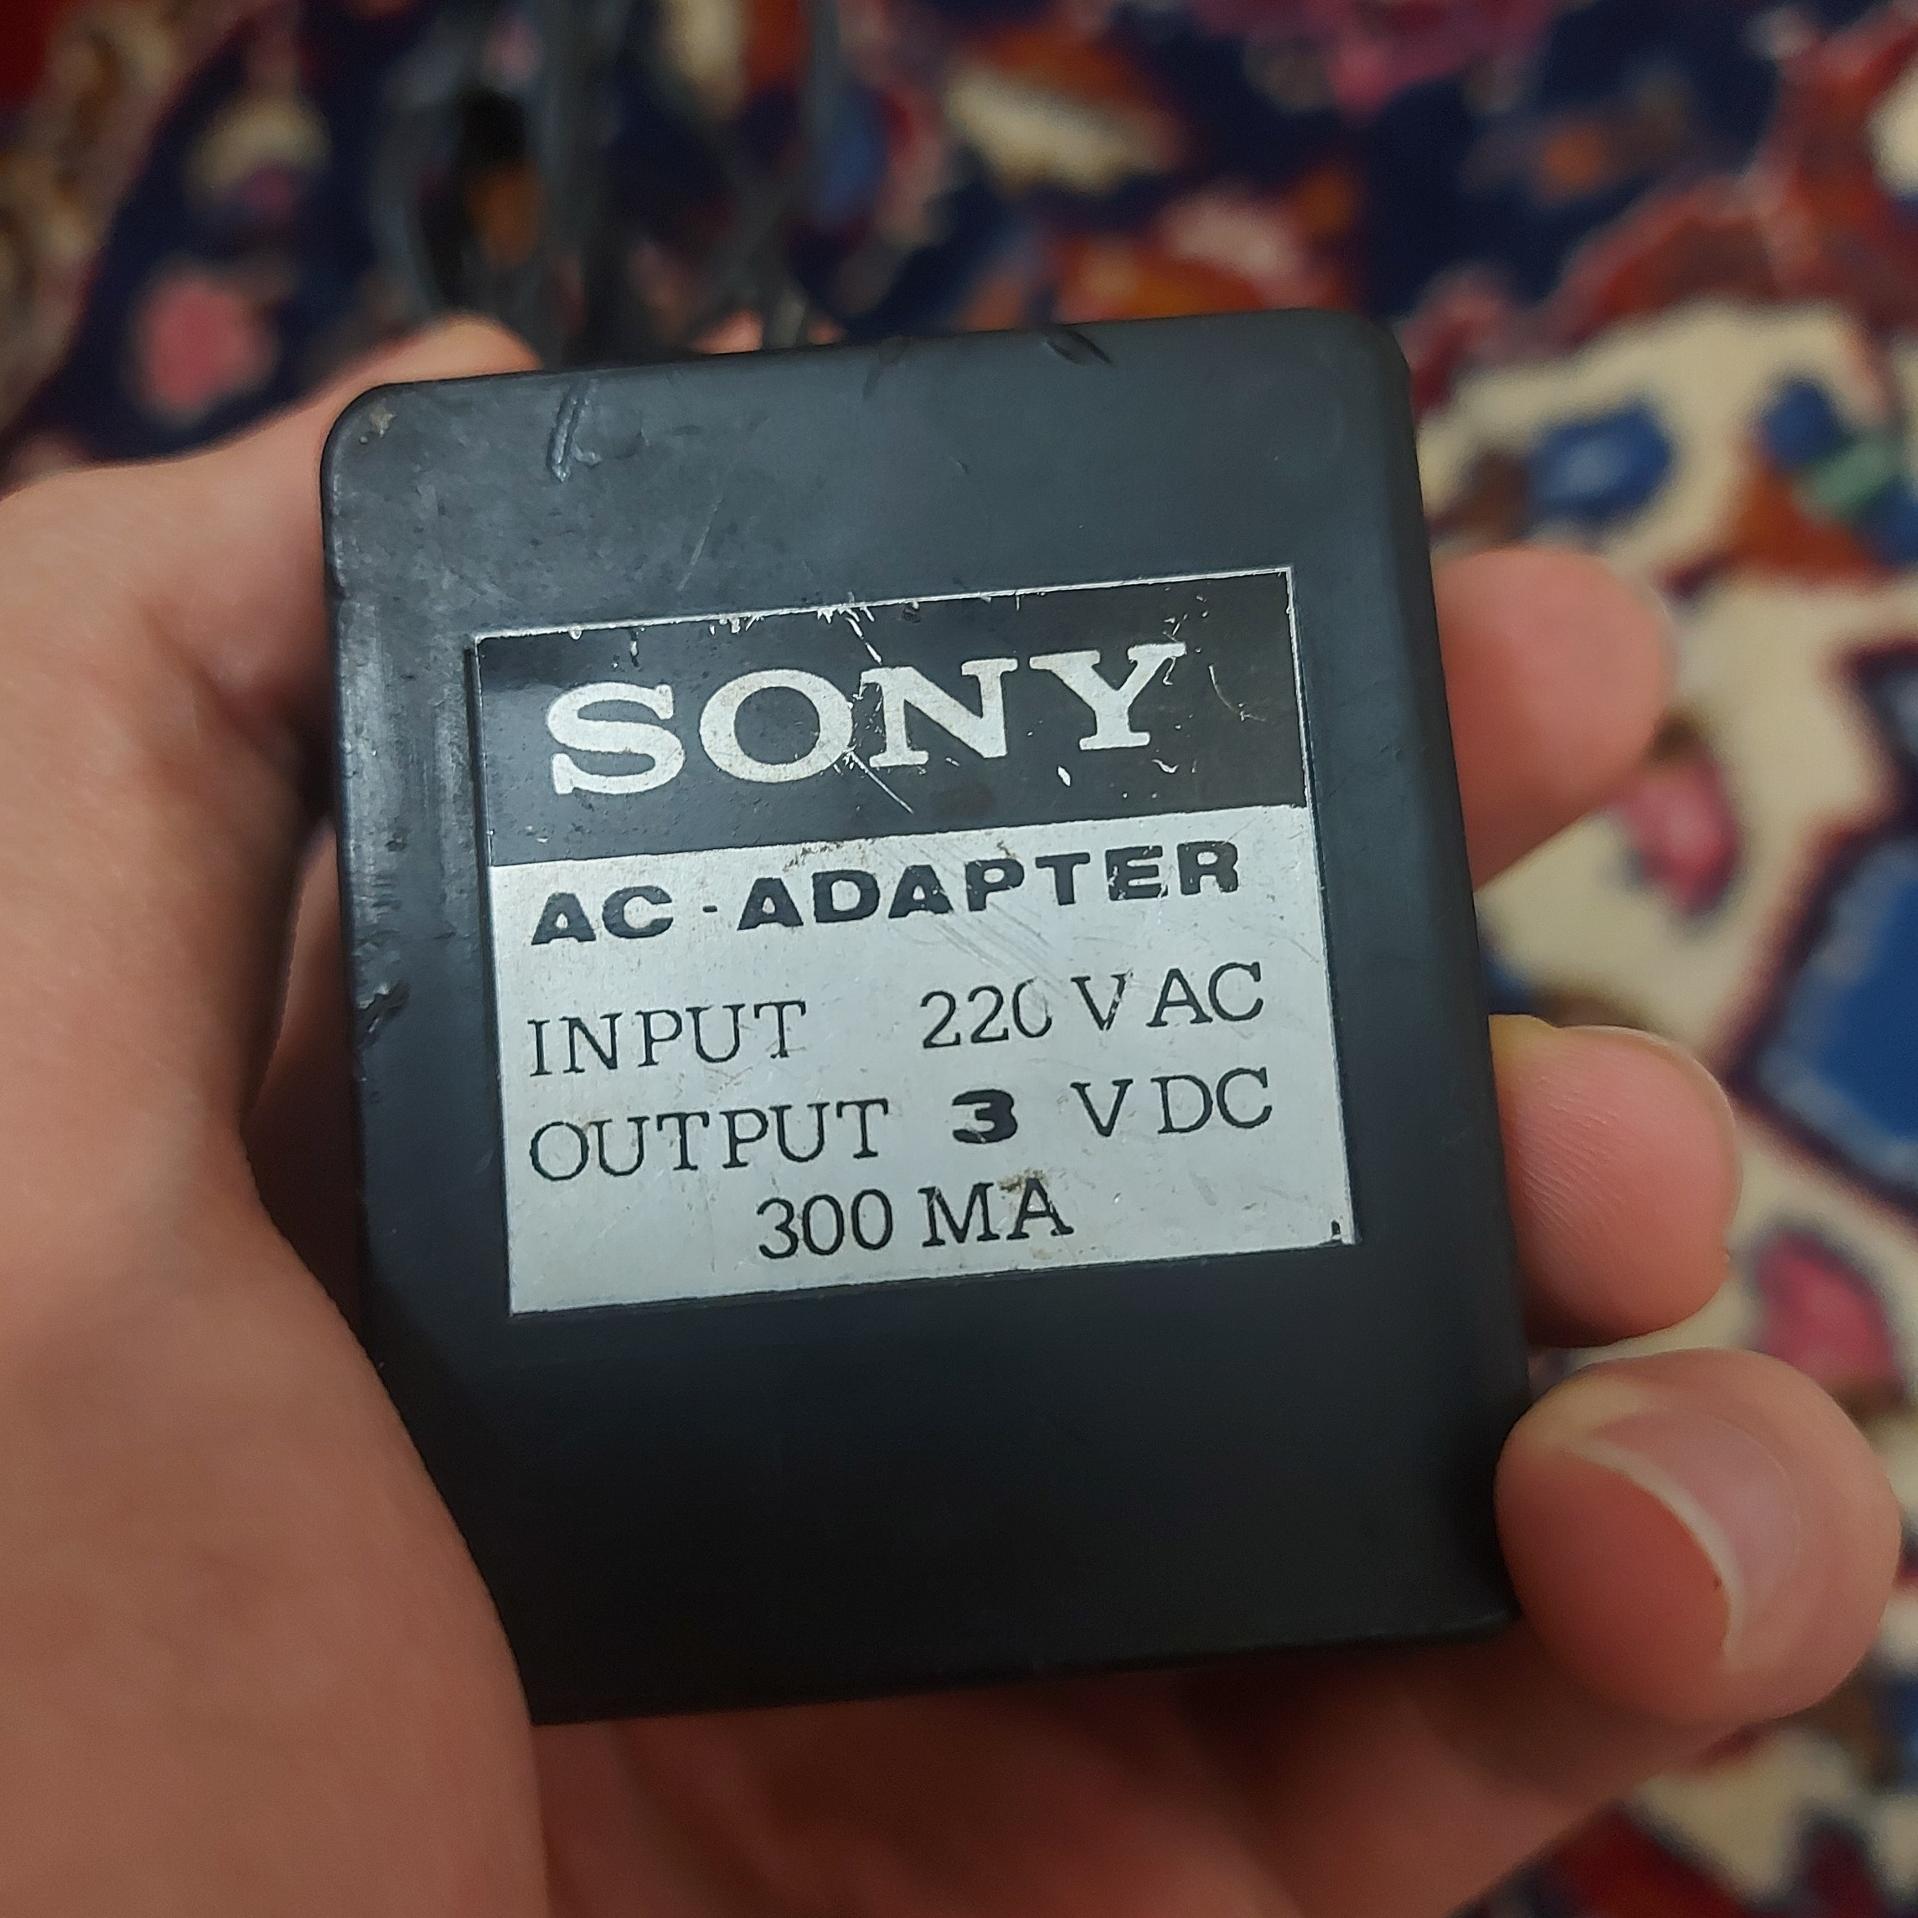 SONY
AC-ADAPTER
INPUT 220 V AC
OUTPUT 3 V DC
300 MA